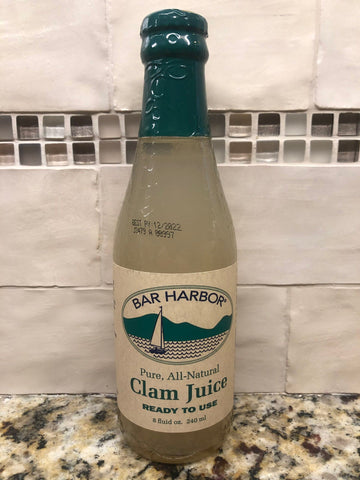 BEST BY:12/2022
BAR HARBOR®
Pure, All-Natural
Clam Juice
READY TO USE
8 fluid oz. 240 ml